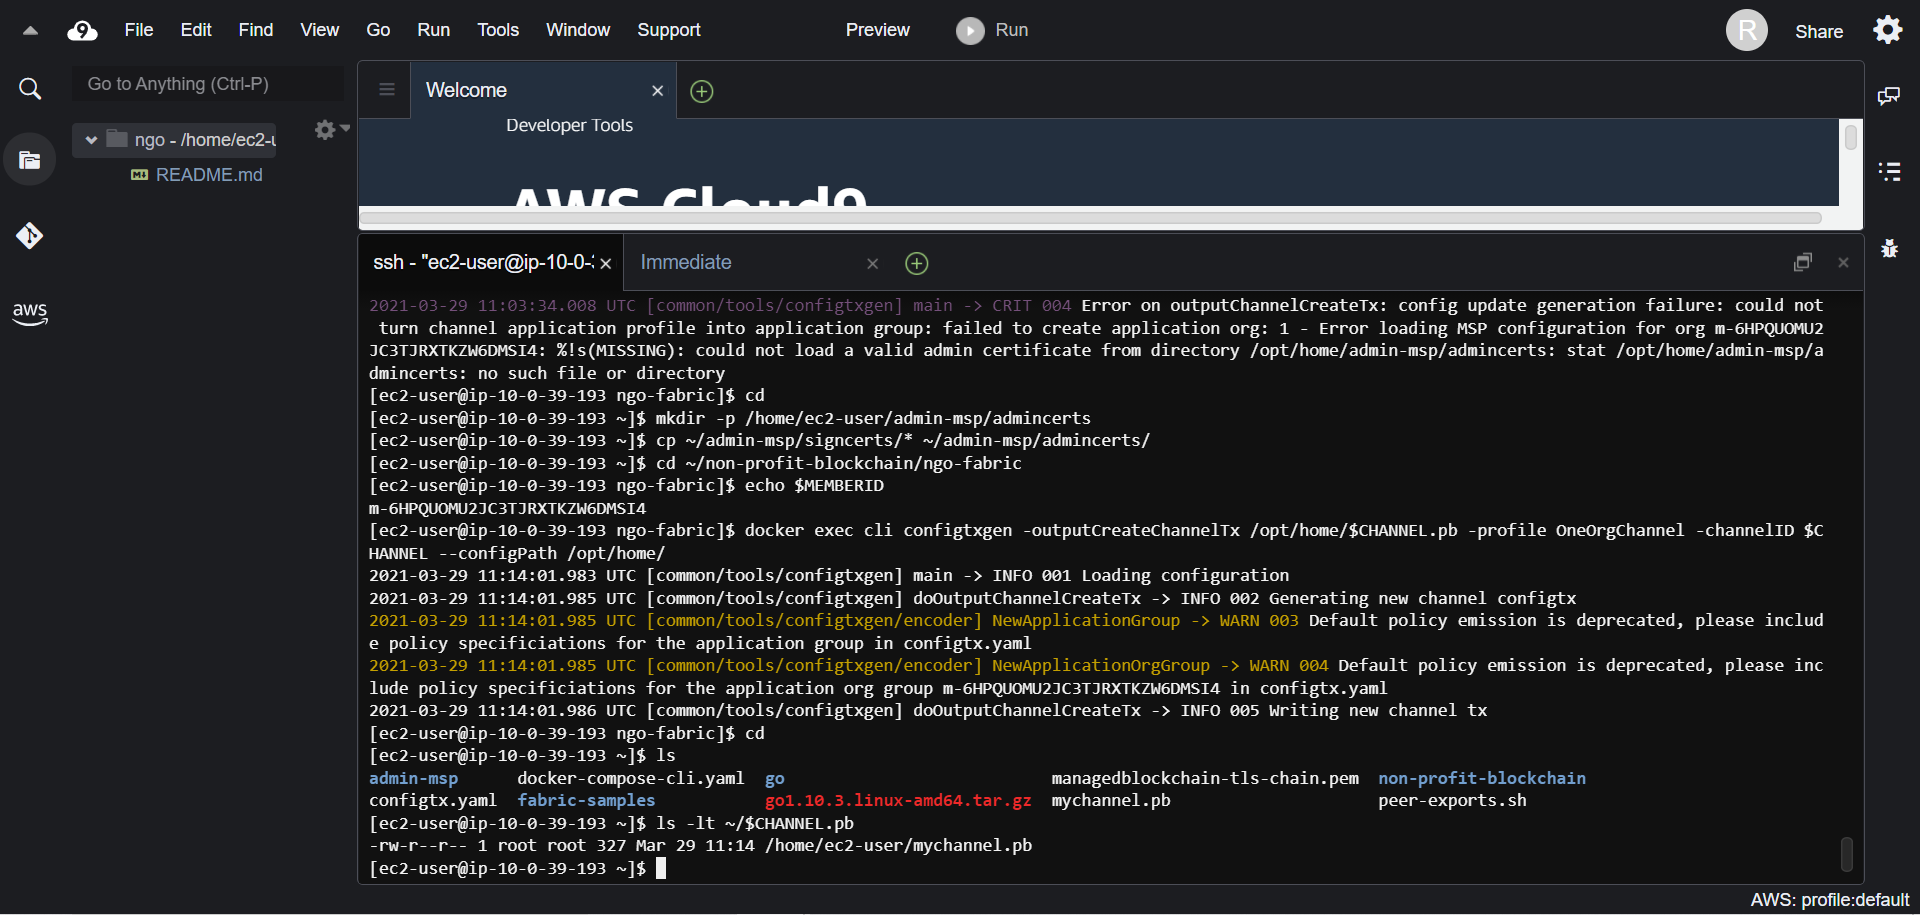 File Edit Find View Go Run Tools Window Support Preview Run R Share
Go to Anything (Ctrl-P)
ngo - /home/ec2-u
README.md
aws
Welcome
Developer Tools
AWS Cloud9
ssh - "ec2-user@ip-10-0-: Immediate
2021-03-29 11:03:34.008 UTC [common/tools/configtxgen] main -> CRIT 004 Error on outputChannelCreateTx: config update generation failure: could not
turn channel application profile into application group: failed to create application org: 1 - Error loading MSP configuration for org m-6HPQUOMU2
JC3TJRXTKZW6DMSI4: %!s(MISSING): could not load a valid admin certificate from directory /opt/home/admin-msp/admincerts: stat /opt/home/admin-msp/a
dmincerts: no such file or directory
[ec2-user@ip-10-0-39-193 ngo-fabric]$ cd
[ec2-user@ip-10-0-39-193 ~]$ mkdir -p /home/ec2-user/admin-msp/admincerts
[ec2-user@ip-10-0-39-193 ~]$ cp ~/admin-msp/signcerts/* ~/admin-msp/admincerts/
[ec2-user@ip-10-0-39-193 ~]$ cd ~/non-profit-blockchain/ngo-fabric
[ec2-user@ip-10-0-39-193 ngo-fabric]$ echo $MEMBERID
m-6HPQUOMU2JC3TJRXTKZW6DMSI4
[ec2-user@ip-10-0-39-193 ngo-fabric]$ docker exec cli configtxgen -outputCreateChannelTx /opt/home/$CHANNEL.pb -profile OneOrgChannel -channelID $C
HANNEL --configPath /opt/home/
2021-03-29 11:14:01.983 UTC [common/tools/configtxgen] main -> INFO 001 Loading configuration
2021-03-29 11:14:01.985 UTC [common/tools/configtxgen] doOutputChannelCreateTx -> INFO 002 Generating new channel configtx
2021-03-29 11:14:01.985 UTC [common/tools/configtxgen/encoder] NewApplicationGroup -> WARN 003 Default policy emission is deprecated, please includ
e policy specificiations for the application group in configtx.yaml
2021-03-29 11:14:01.985 UTC [common/tools/configtxgen/encoder] NewApplicationOrgGroup -> WARN 004 Default policy emission is deprecated, please inc
lude policy specificiations for the application org group m-6HPQUOMU2JC3TJRXTKZW6DMSI4 in configtx.yaml
2021-03-29 11:14:01.986 UTC [common/tools/configtxgen] doOutputChannelCreateTx -> INFO 005 Writing new channel tx
[ec2-user@ip-10-0-39-193 ngo-fabric]$ cd
[ec2-user@ip-10-0-39-193 ~]$ ls
admin-msp docker-compose-cli.yaml go managedblockchain-tls-chain.pem non-profit-blockchain
configtx.yaml fabric-samples go1.10.3.linux-amd64.tar.gz mychannel.pb peer-exports.sh
[ec2-user@ip-10-0-39-193 ~]$ ls -lt ~/$CHANNEL.pb
-rw-r--r-- 1 root root 327 Mar 29 11:14 /home/ec2-user/mychannel.pb
[ec2-user@ip-10-0-39-193 ~]$
AWS: profile:default